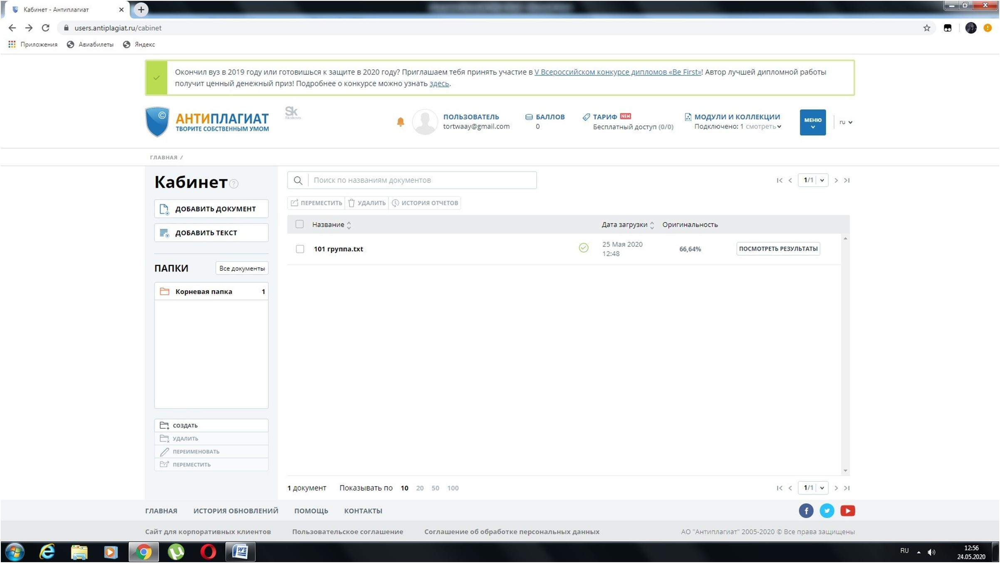 Кабинет - Антиплагиат
users.antiplagiat.ru/cabinet
Приложения Авиабилеты Яндекс
Окончил вуз в 2019 году или готовишься к защите в 2020 году? Приглашаем тебя принять участие в V Всероссийском конкурсе дипломов «Be First»! Автор лучшей дипломной работы
получит ценный денежный приз! Подробнее о конкурсе можно узнать здесь.
АНТИПЛАГИАТ
ТВОРИТЕ СОБСТВЕННЫМ УМОМ
Sk
Skolkovo
ПОЛЬЗОВАТЕЛЬ
tortwaay@gmail.com
БАЛЛОВ
0
ТАРИФ NEW
Бесплатный доступ (0/0)
МОДУЛИ И КОЛЛЕКЦИИ
Подключено: 1 смотреть
МЕНЮ
ru
ГЛАВНАЯ /
Кабинет ?
ДОБАВИТЬ ДОКУМЕНТ
ДОБАВИТЬ ТЕКСТ
ПАПКИ Все документы
Корневая папка 1
СОЗДАТЬ
УДАЛИТЬ
ПЕРЕИМЕНОВАТЬ
ПЕРЕМЕСТИТЬ
Поиск по названиям документов
1/1
ПЕРЕМЕСТИТЬ УДАЛИТЬ ИСТОРИЯ ОТЧЕТОВ
Название Дата загрузки Оригинальность
101 группа.txt 25 Мая 2020
12:48 66,64% ПОСМОТРЕТЬ РЕЗУЛЬТАТЫ
1 документ Показывать по 10 20 50 100
1/1
ГЛАВНАЯ ИСТОРИЯ ОБНОВЛЕНИЙ ПОМОЩЬ КОНТАКТЫ
Сайт для корпоративных клиентов Пользовательское соглашение Соглашение об обработке персональных данных АО "Антиплагиат" 2005-2020 © Все права защищены
RU
12:56
24.05.2020